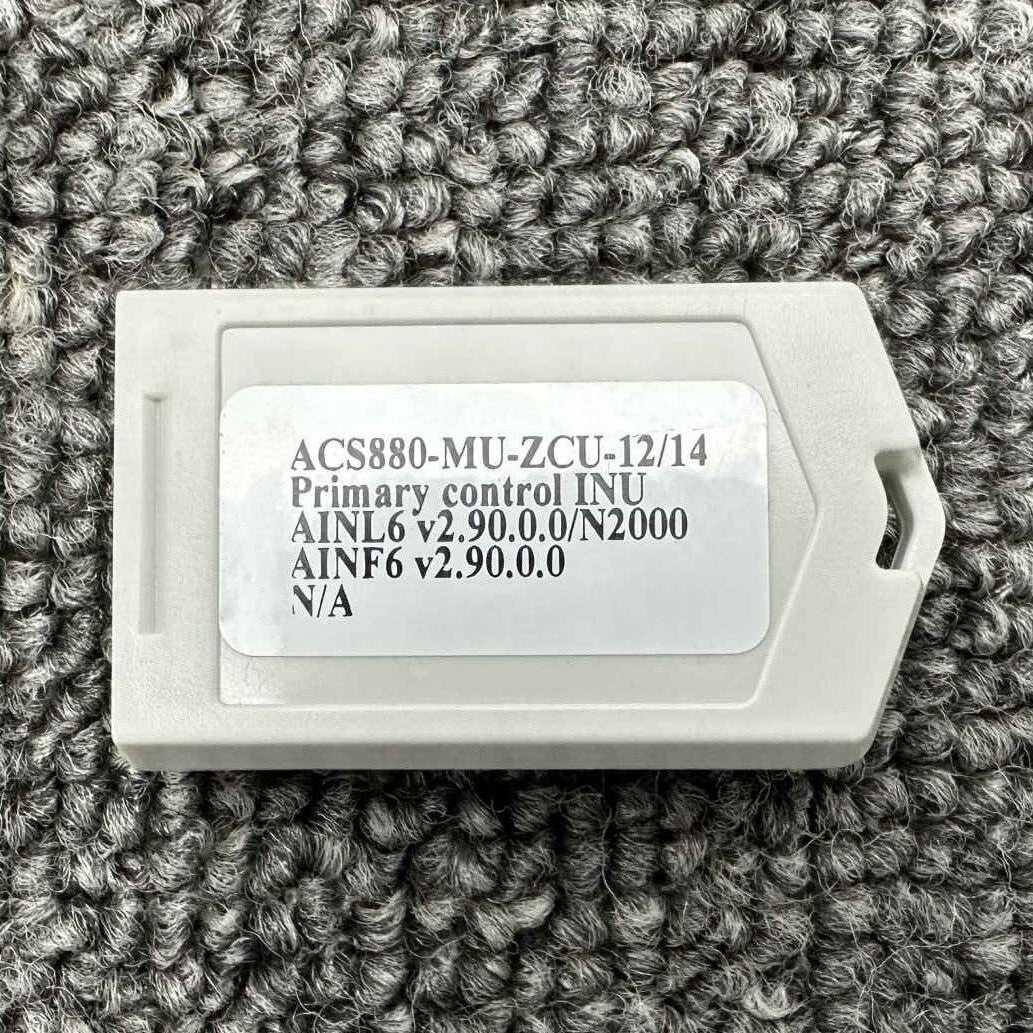 ACS880-MU-ZCU-12/14
Primary control INU
AINL6 v2.90.0.0/N2000
AINF6 v2.90.0.0
N/A